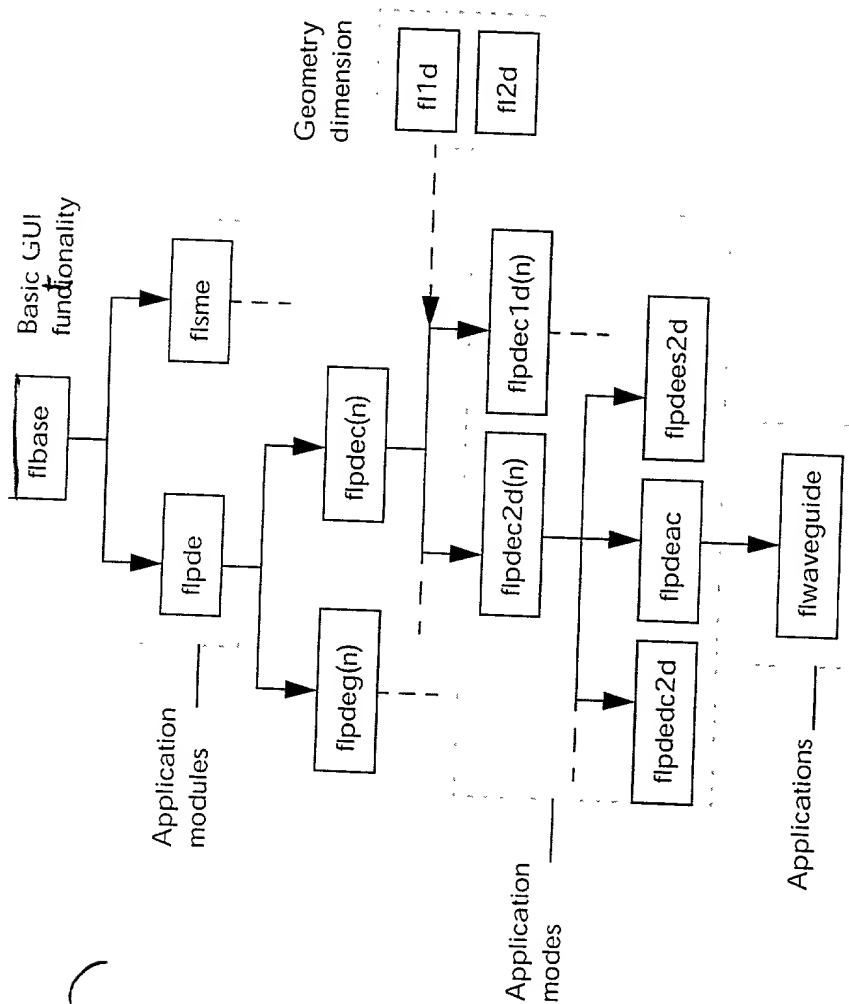 Basic GUI
functionality
flbase
flpde
flsme
Application
modules
flpdeg(n)
flpdec(n)
Geometry
dimension
fl1d
fl2d
flpdec2d(n)
flpdec1d(n)
Application
modes
flpdedc2d
flpdeac
flpdees2d
Applications
flwaveguide